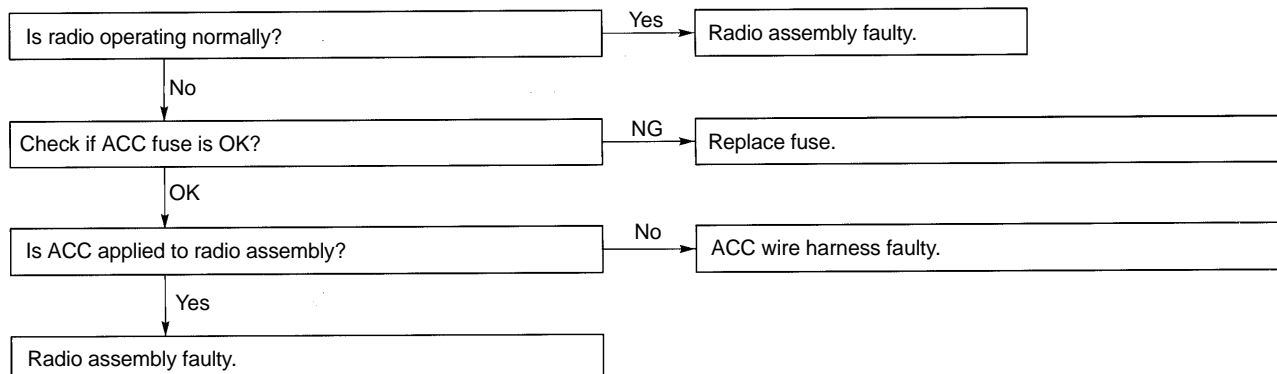 Is radio operating normally?
Yes
Radio assembly faulty.
No
Check if ACC fuse is OK?
NG
Replace fuse.
OK
Is ACC applied to radio assembly?
No
ACC wire harness faulty.
Yes
Radio assembly faulty.